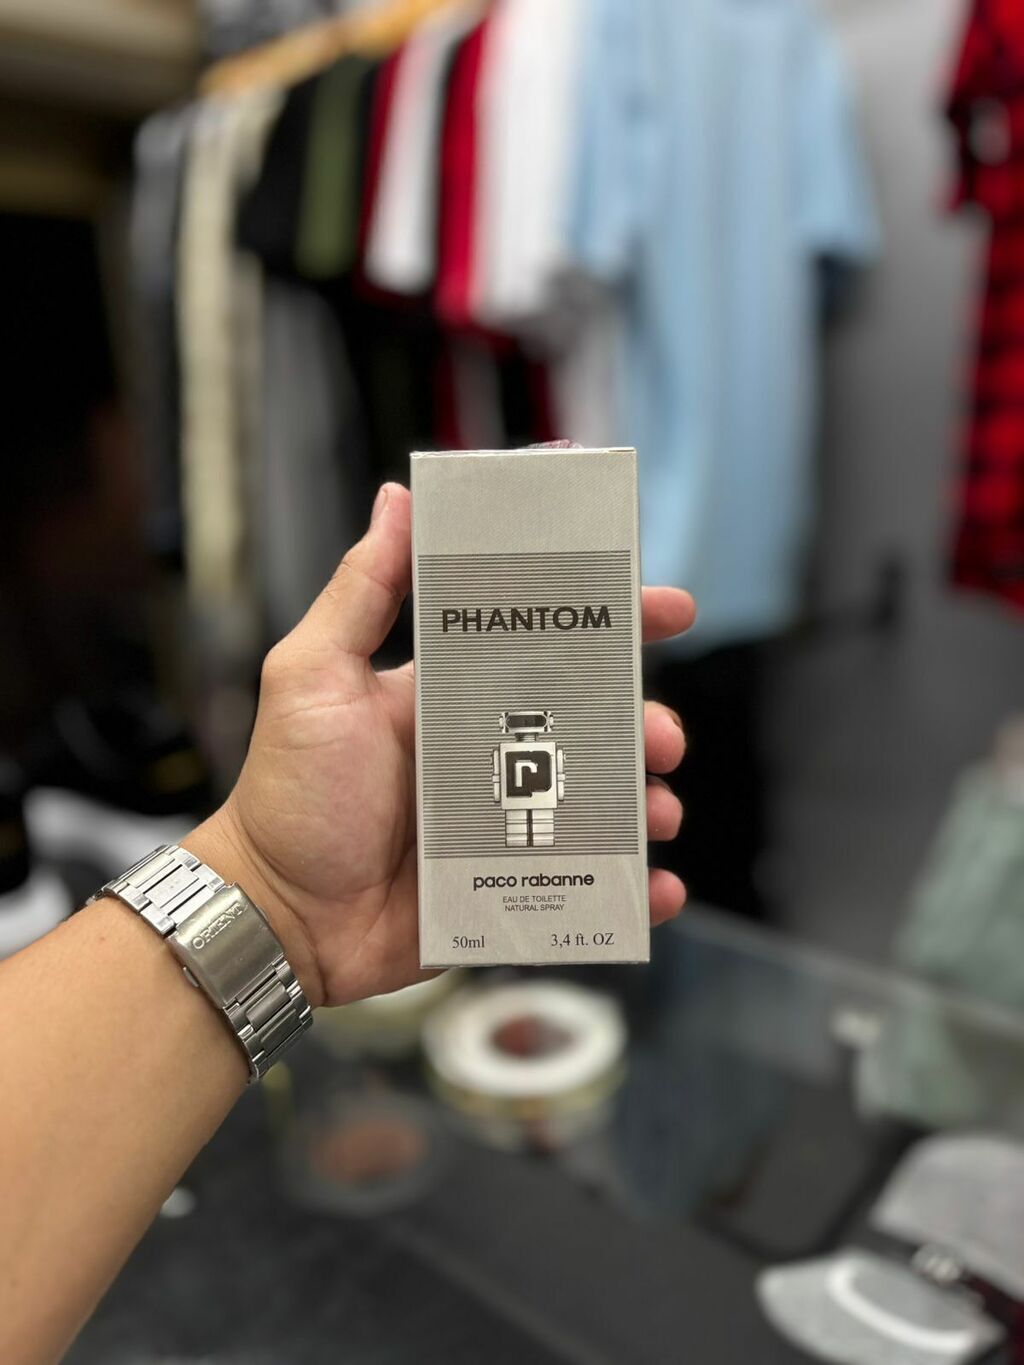 PHANTOM
paco rabanne
EAU DE TOILETTE
NATURAL SPRAY
50ml 3,4 ft. OZ
ORIENT